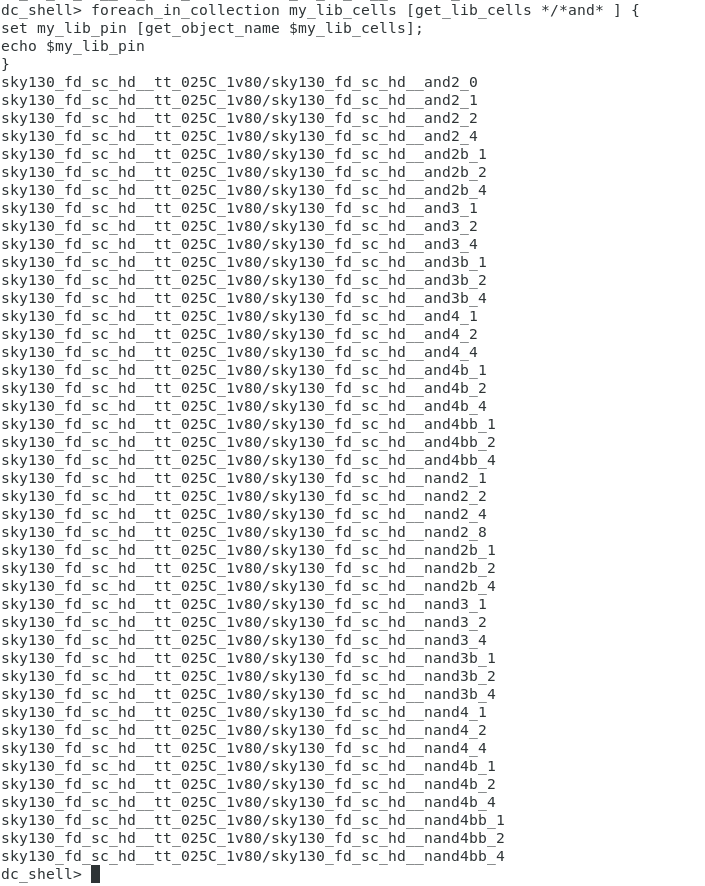 dc_shell> foreach_in_collection my_lib_cells [get_lib_cells */*and* ] {
set my_lib_pin [get_object_name $my_lib_cells];
echo $my_lib_pin
}
sky130_fd_sc_hd__tt_025C_1v80/sky130_fd_sc_hd__and2_0
sky130_fd_sc_hd__tt_025C_1v80/sky130_fd_sc_hd__and2_1
sky130_fd_sc_hd__tt_025C_1v80/sky130_fd_sc_hd__and2_2
sky130_fd_sc_hd__tt_025C_1v80/sky130_fd_sc_hd__and2_4
sky130_fd_sc_hd__tt_025C_1v80/sky130_fd_sc_hd__and2b_1
sky130_fd_sc_hd__tt_025C_1v80/sky130_fd_sc_hd__and2b_2
sky130_fd_sc_hd__tt_025C_1v80/sky130_fd_sc_hd__and2b_4
sky130_fd_sc_hd__tt_025C_1v80/sky130_fd_sc_hd__and3_1
sky130_fd_sc_hd__tt_025C_1v80/sky130_fd_sc_hd__and3_2
sky130_fd_sc_hd__tt_025C_1v80/sky130_fd_sc_hd__and3_4
sky130_fd_sc_hd__tt_025C_1v80/sky130_fd_sc_hd__and3b_1
sky130_fd_sc_hd__tt_025C_1v80/sky130_fd_sc_hd__and3b_2
sky130_fd_sc_hd__tt_025C_1v80/sky130_fd_sc_hd__and3b_4
sky130_fd_sc_hd__tt_025C_1v80/sky130_fd_sc_hd__and4_1
sky130_fd_sc_hd__tt_025C_1v80/sky130_fd_sc_hd__and4_2
sky130_fd_sc_hd__tt_025C_1v80/sky130_fd_sc_hd__and4_4
sky130_fd_sc_hd__tt_025C_1v80/sky130_fd_sc_hd__and4b_1
sky130_fd_sc_hd__tt_025C_1v80/sky130_fd_sc_hd__and4b_2
sky130_fd_sc_hd__tt_025C_1v80/sky130_fd_sc_hd__and4b_4
sky130_fd_sc_hd__tt_025C_1v80/sky130_fd_sc_hd__and4bb_1
sky130_fd_sc_hd__tt_025C_1v80/sky130_fd_sc_hd__and4bb_2
sky130_fd_sc_hd__tt_025C_1v80/sky130_fd_sc_hd__and4bb_4
sky130_fd_sc_hd__tt_025C_1v80/sky130_fd_sc_hd__nand2_1
sky130_fd_sc_hd__tt_025C_1v80/sky130_fd_sc_hd__nand2_2
sky130_fd_sc_hd__tt_025C_1v80/sky130_fd_sc_hd__nand2_4
sky130_fd_sc_hd__tt_025C_1v80/sky130_fd_sc_hd__nand2_8
sky130_fd_sc_hd__tt_025C_1v80/sky130_fd_sc_hd__nand2b_1
sky130_fd_sc_hd__tt_025C_1v80/sky130_fd_sc_hd__nand2b_2
sky130_fd_sc_hd__tt_025C_1v80/sky130_fd_sc_hd__nand2b_4
sky130_fd_sc_hd__tt_025C_1v80/sky130_fd_sc_hd__nand3_1
sky130_fd_sc_hd__tt_025C_1v80/sky130_fd_sc_hd__nand3_2
sky130_fd_sc_hd__tt_025C_1v80/sky130_fd_sc_hd__nand3_4
sky130_fd_sc_hd__tt_025C_1v80/sky130_fd_sc_hd__nand3b_1
sky130_fd_sc_hd__tt_025C_1v80/sky130_fd_sc_hd__nand3b_2
sky130_fd_sc_hd__tt_025C_1v80/sky130_fd_sc_hd__nand3b_4
sky130_fd_sc_hd__tt_025C_1v80/sky130_fd_sc_hd__nand4_1
sky130_fd_sc_hd__tt_025C_1v80/sky130_fd_sc_hd__nand4_2
sky130_fd_sc_hd__tt_025C_1v80/sky130_fd_sc_hd__nand4_4
sky130_fd_sc_hd__tt_025C_1v80/sky130_fd_sc_hd__nand4b_1
sky130_fd_sc_hd__tt_025C_1v80/sky130_fd_sc_hd__nand4b_2
sky130_fd_sc_hd__tt_025C_1v80/sky130_fd_sc_hd__nand4b_4
sky130_fd_sc_hd__tt_025C_1v80/sky130_fd_sc_hd__nand4bb_1
sky130_fd_sc_hd__tt_025C_1v80/sky130_fd_sc_hd__nand4bb_2
sky130_fd_sc_hd__tt_025C_1v80/sky130_fd_sc_hd__nand4bb_4
dc_shell>